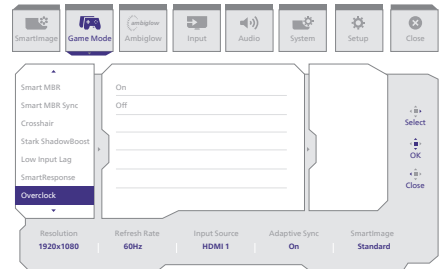 SmartImage
Game Mode
ambiglow
Ambiglow
Input
Audio
System
Setup
Close
Smart MBR
Smart MBR Sync
Crosshair
Stark ShadowBoost
Low Input Lag
SmartResponse
Overclock
On
Off
Select
OK
Close
Resolution Refresh Rate Input Source Adaptive Sync SmartImage
1920x1080 60Hz HDMI 1 On Standard